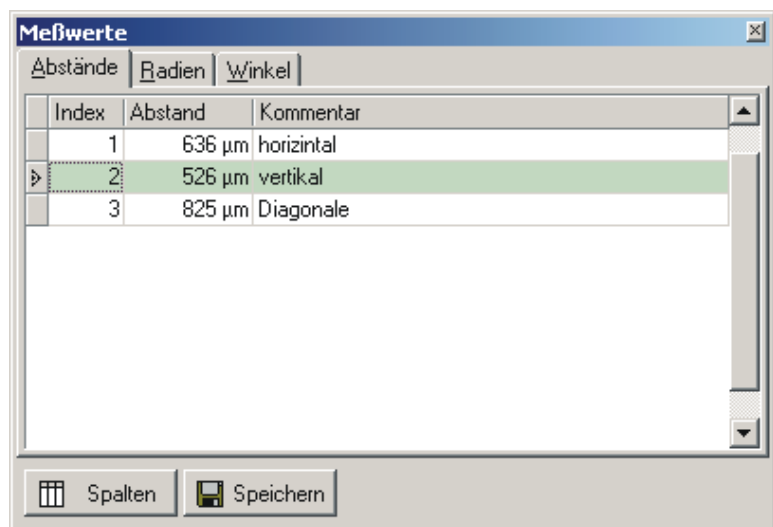 Meßwerte
Abstände Radien Winkel
Index Abstand Kommentar
1 636 µm horizintal
2 526 µm vertikal
3 825 µm Diagonale
Spalten Speichern